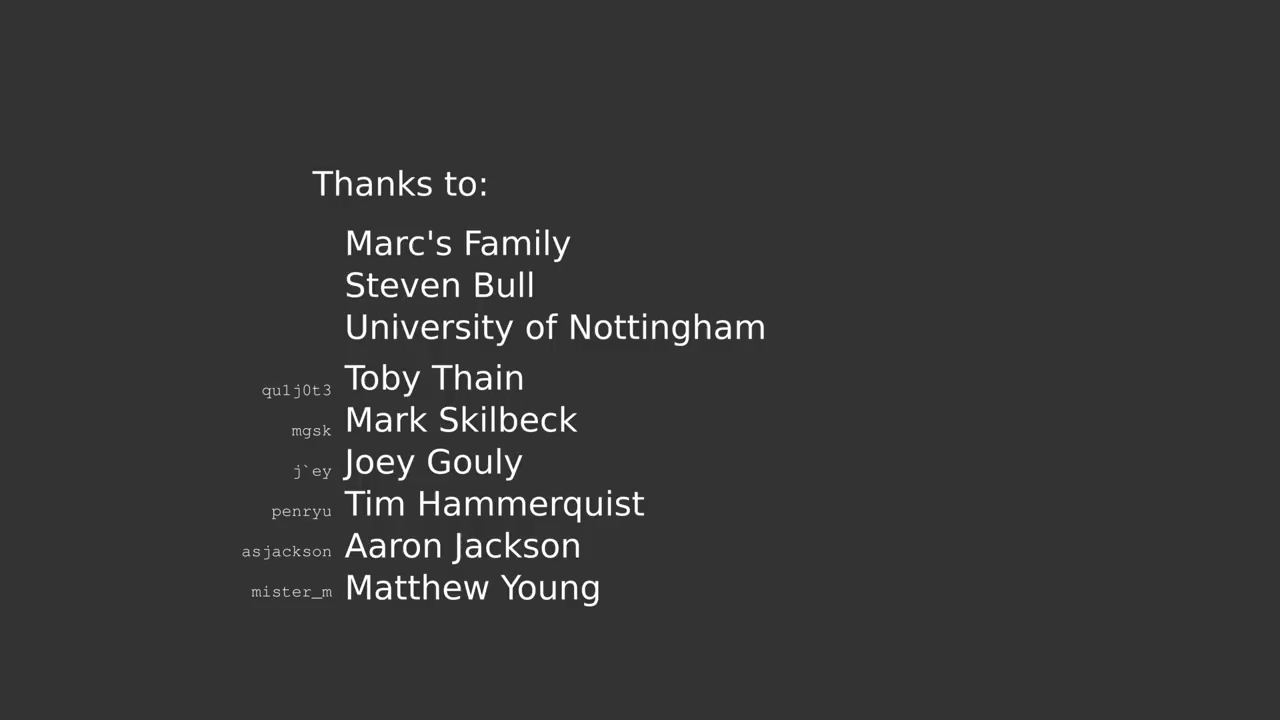 Thanks to:
Marc's Family
Steven Bull
University of Nottingham
qu1j0t3 Toby Thain
mgsk Mark Skilbeck
j`ey Joey Gouly
penryu Tim Hammerquist
asjackson Aaron Jackson
mister_m Matthew Young